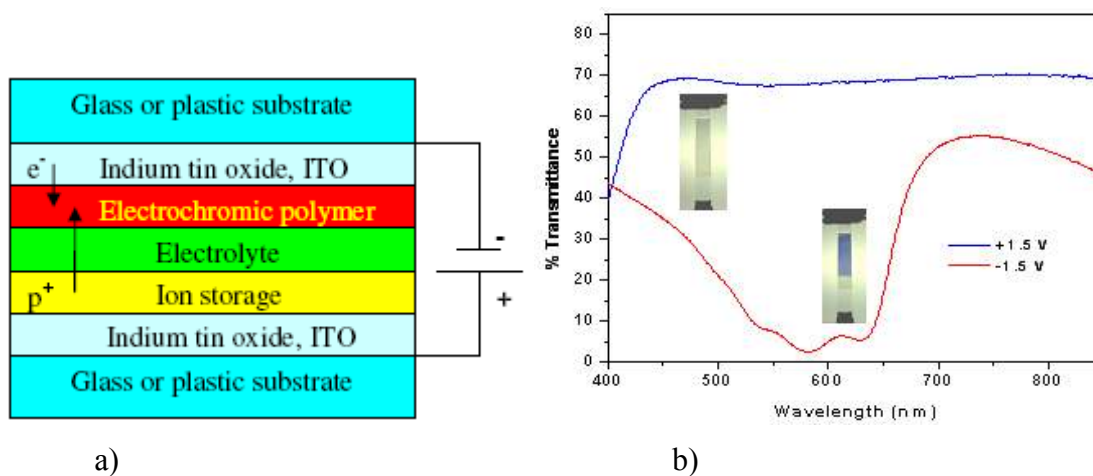 Glass or plastic substrate
Indium tin oxide, ITO
e-
Electrochromic polymer
Electrolyte
p+
Ion storage
Indium tin oxide, ITO
Glass or plastic substrate
-
+
a)
% Transmittance
80
70
60
50
40
30
20
10
0
400
500
600
700
800
Wavelength (nm)
+1.5 V
-1.5 V
b)